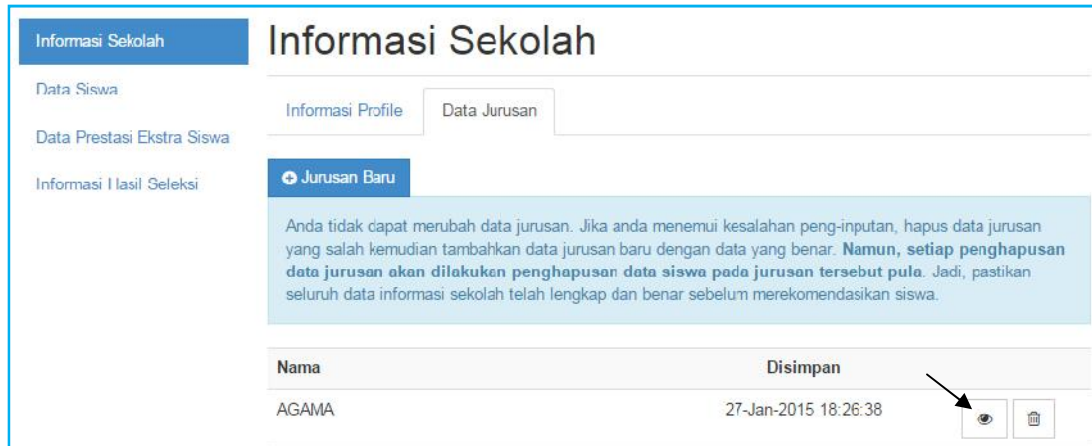 Informasi Sekolah
Data Siswa
Data Prestasi Ekstra Siswa
Informasi Hasil Seleksi
Informasi Sekolah
Informasi Profile
Data Jurusan
Jurusan Baru
Anda tidak dapat merubah data jurusan. Jika anda menemui kesalahan peng-inputan, hapus data jurusan
yang salah kemudian tambahkan data jurusan baru dengan data yang benar. Namun, setiap penghapusan
data jurusan akan dilakukan penghapusan data siswa pada jurusan tersebut pula. Jadi, pastikan
seluruh data informasi sekolah telah lengkap dan benar sebelum merekomendasikan siswa.
Nama Disimpan
AGAMA 27-Jan-2015 18:26:38